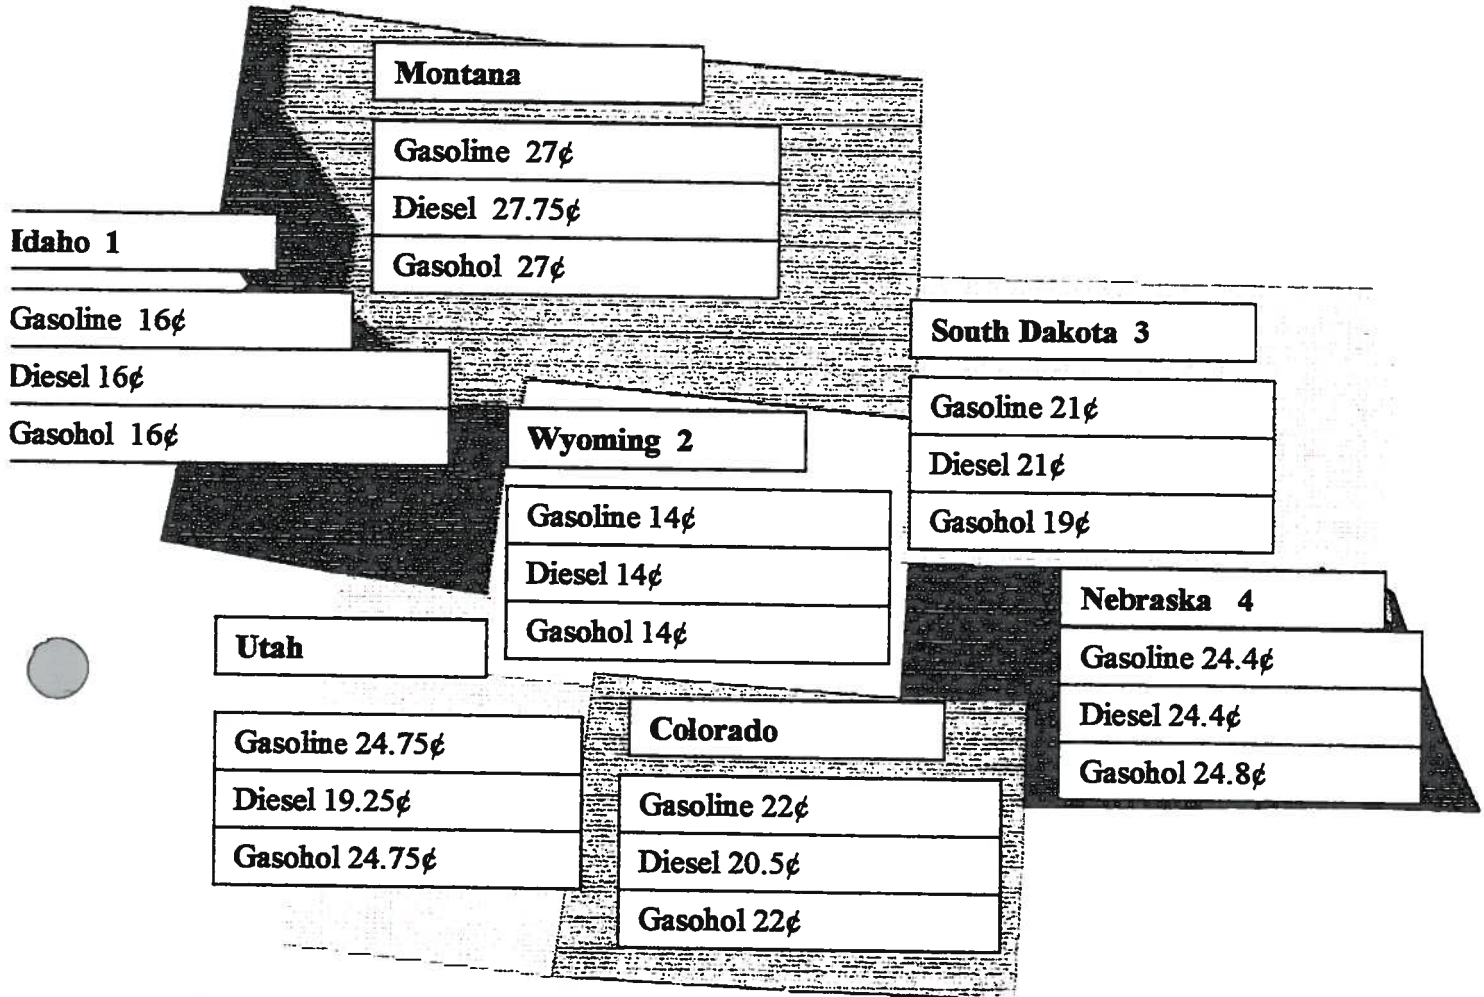 Montana
Gasoline 27¢
Diesel 27.75¢
Gasohol 27¢
Idaho 1
Gasoline 16¢
Diesel 16¢
Gasohol 16¢
South Dakota 3
Gasoline 21¢
Diesel 21¢
Gasohol 19¢
Wyoming 2
Gasoline 14¢
Diesel 14¢
Gasohol 14¢
Nebraska 4
Gasoline 24.4¢
Diesel 24.4¢
Gasohol 24.8¢
Utah
Gasoline 24.75¢
Diesel 19.25¢
Gasohol 24.75¢
Colorado
Gasoline 22¢
Diesel 20.5¢
Gasohol 22¢